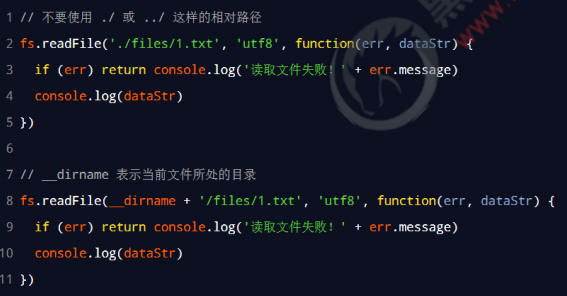 1 // 不要使用 ./ 或 ../ 这样的相对路径
2 fs.readFile('./files/1.txt', 'utf8', function(err, dataStr) {
3   if (err) return console.log('读取文件失败！' + err.message)
4   console.log(dataStr)
5 })
6
7 // __dirname 表示当前文件所处的目录
8 fs.readFile(__dirname + '/files/1.txt', 'utf8', function(err, dataStr) {
9   if (err) return console.log('读取文件失败！' + err.message)
10   console.log(dataStr)
11 })